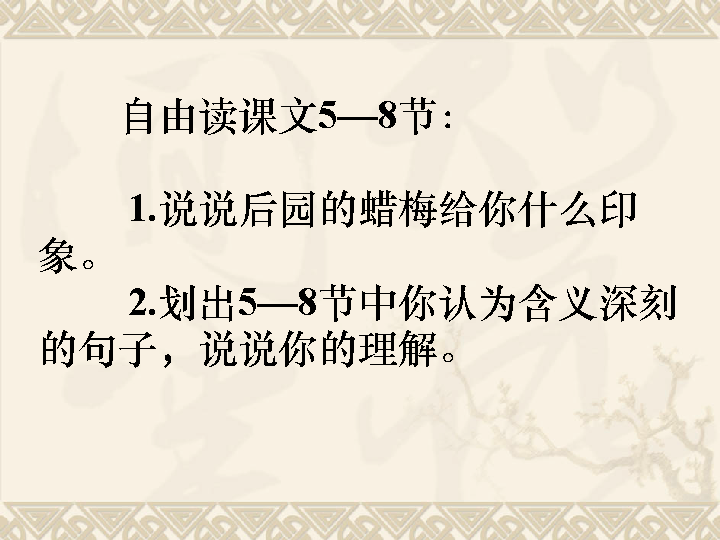 自由读课文5—8节：
1.说说后园的蜡梅给你什么印
象。
2.划出5—8节中你认为含义深刻
的句子，说说你的理解。